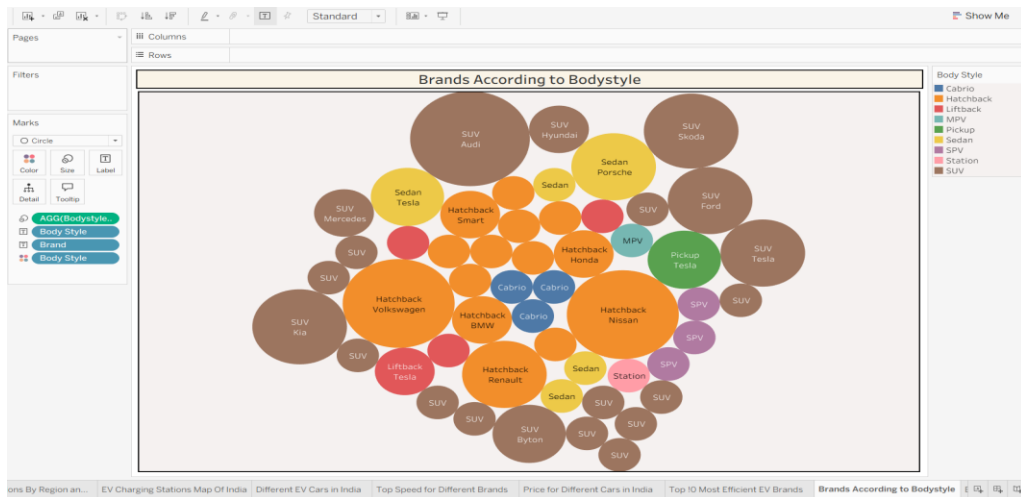 Standard
Show Me
Pages
Columns
Rows
Filters
Marks
Circle
Color
Size
Label
Detail
Tooltip
AGG(Bodystyle..
Body Style
Brand
Body Style
Brands According to Bodystyle
SUV
Audi
SUV
Hyundai
SUV
Skoda
Sedan
Porsche
Sedan
Tesla
Sedan
SUV
Mercedes
Hatchback
Smart
SUV
SUV
Ford
SUV
Hatchback
Honda
MPV
Pickup
Tesla
SUV
Tesla
SUV
Cabrio
Cabrio
Hatchback
Volkswagen
Hatchback
BMW
Cabrio
Hatchback
Nissan
SPV
SUV
SUV
Kia
SPV
SUV
Liftback
Tesla
Hatchback
Renault
Sedan
Station
SPV
SUV
SUV
Sedan
SUV
SUV
SUV
Byton
SUV
SUV
SUV
Body Style
Cabrio
Hatchback
Liftback
MPV
Pickup
Sedan
SPV
Station
SUV
ons By Region an...
EV Charging Stations Map Of India
Different EV Cars in India
Top Speed for Different Brands
Price for Different Cars in India
Top 10 Most Efficient EV Brands
Brands According to Bodystyle